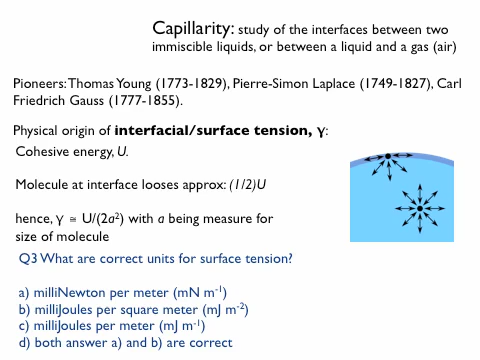 Capillarity: study of the interfaces between two
immiscible liquids, or between a liquid and a gas (air)
Pioneers: Thomas Young (1773-1829), Pierre-Simon Laplace (1749-1827), Carl
Friedrich Gauss (1777-1855).
Physical origin of interfacial/surface tension, γ:
Cohesive energy, U.
Molecule at interface looses approx: (1/2)U
hence, γ ≅ U/(2a²) with a being measure for
size of molecule
Q3 What are correct units for surface tension?
a) milliNewton per meter (mN m⁻¹)
b) milliJoules per square meter (mJ m⁻²)
c) milliJoules per meter (mJ m⁻¹)
d) both answer a) and b) are correct